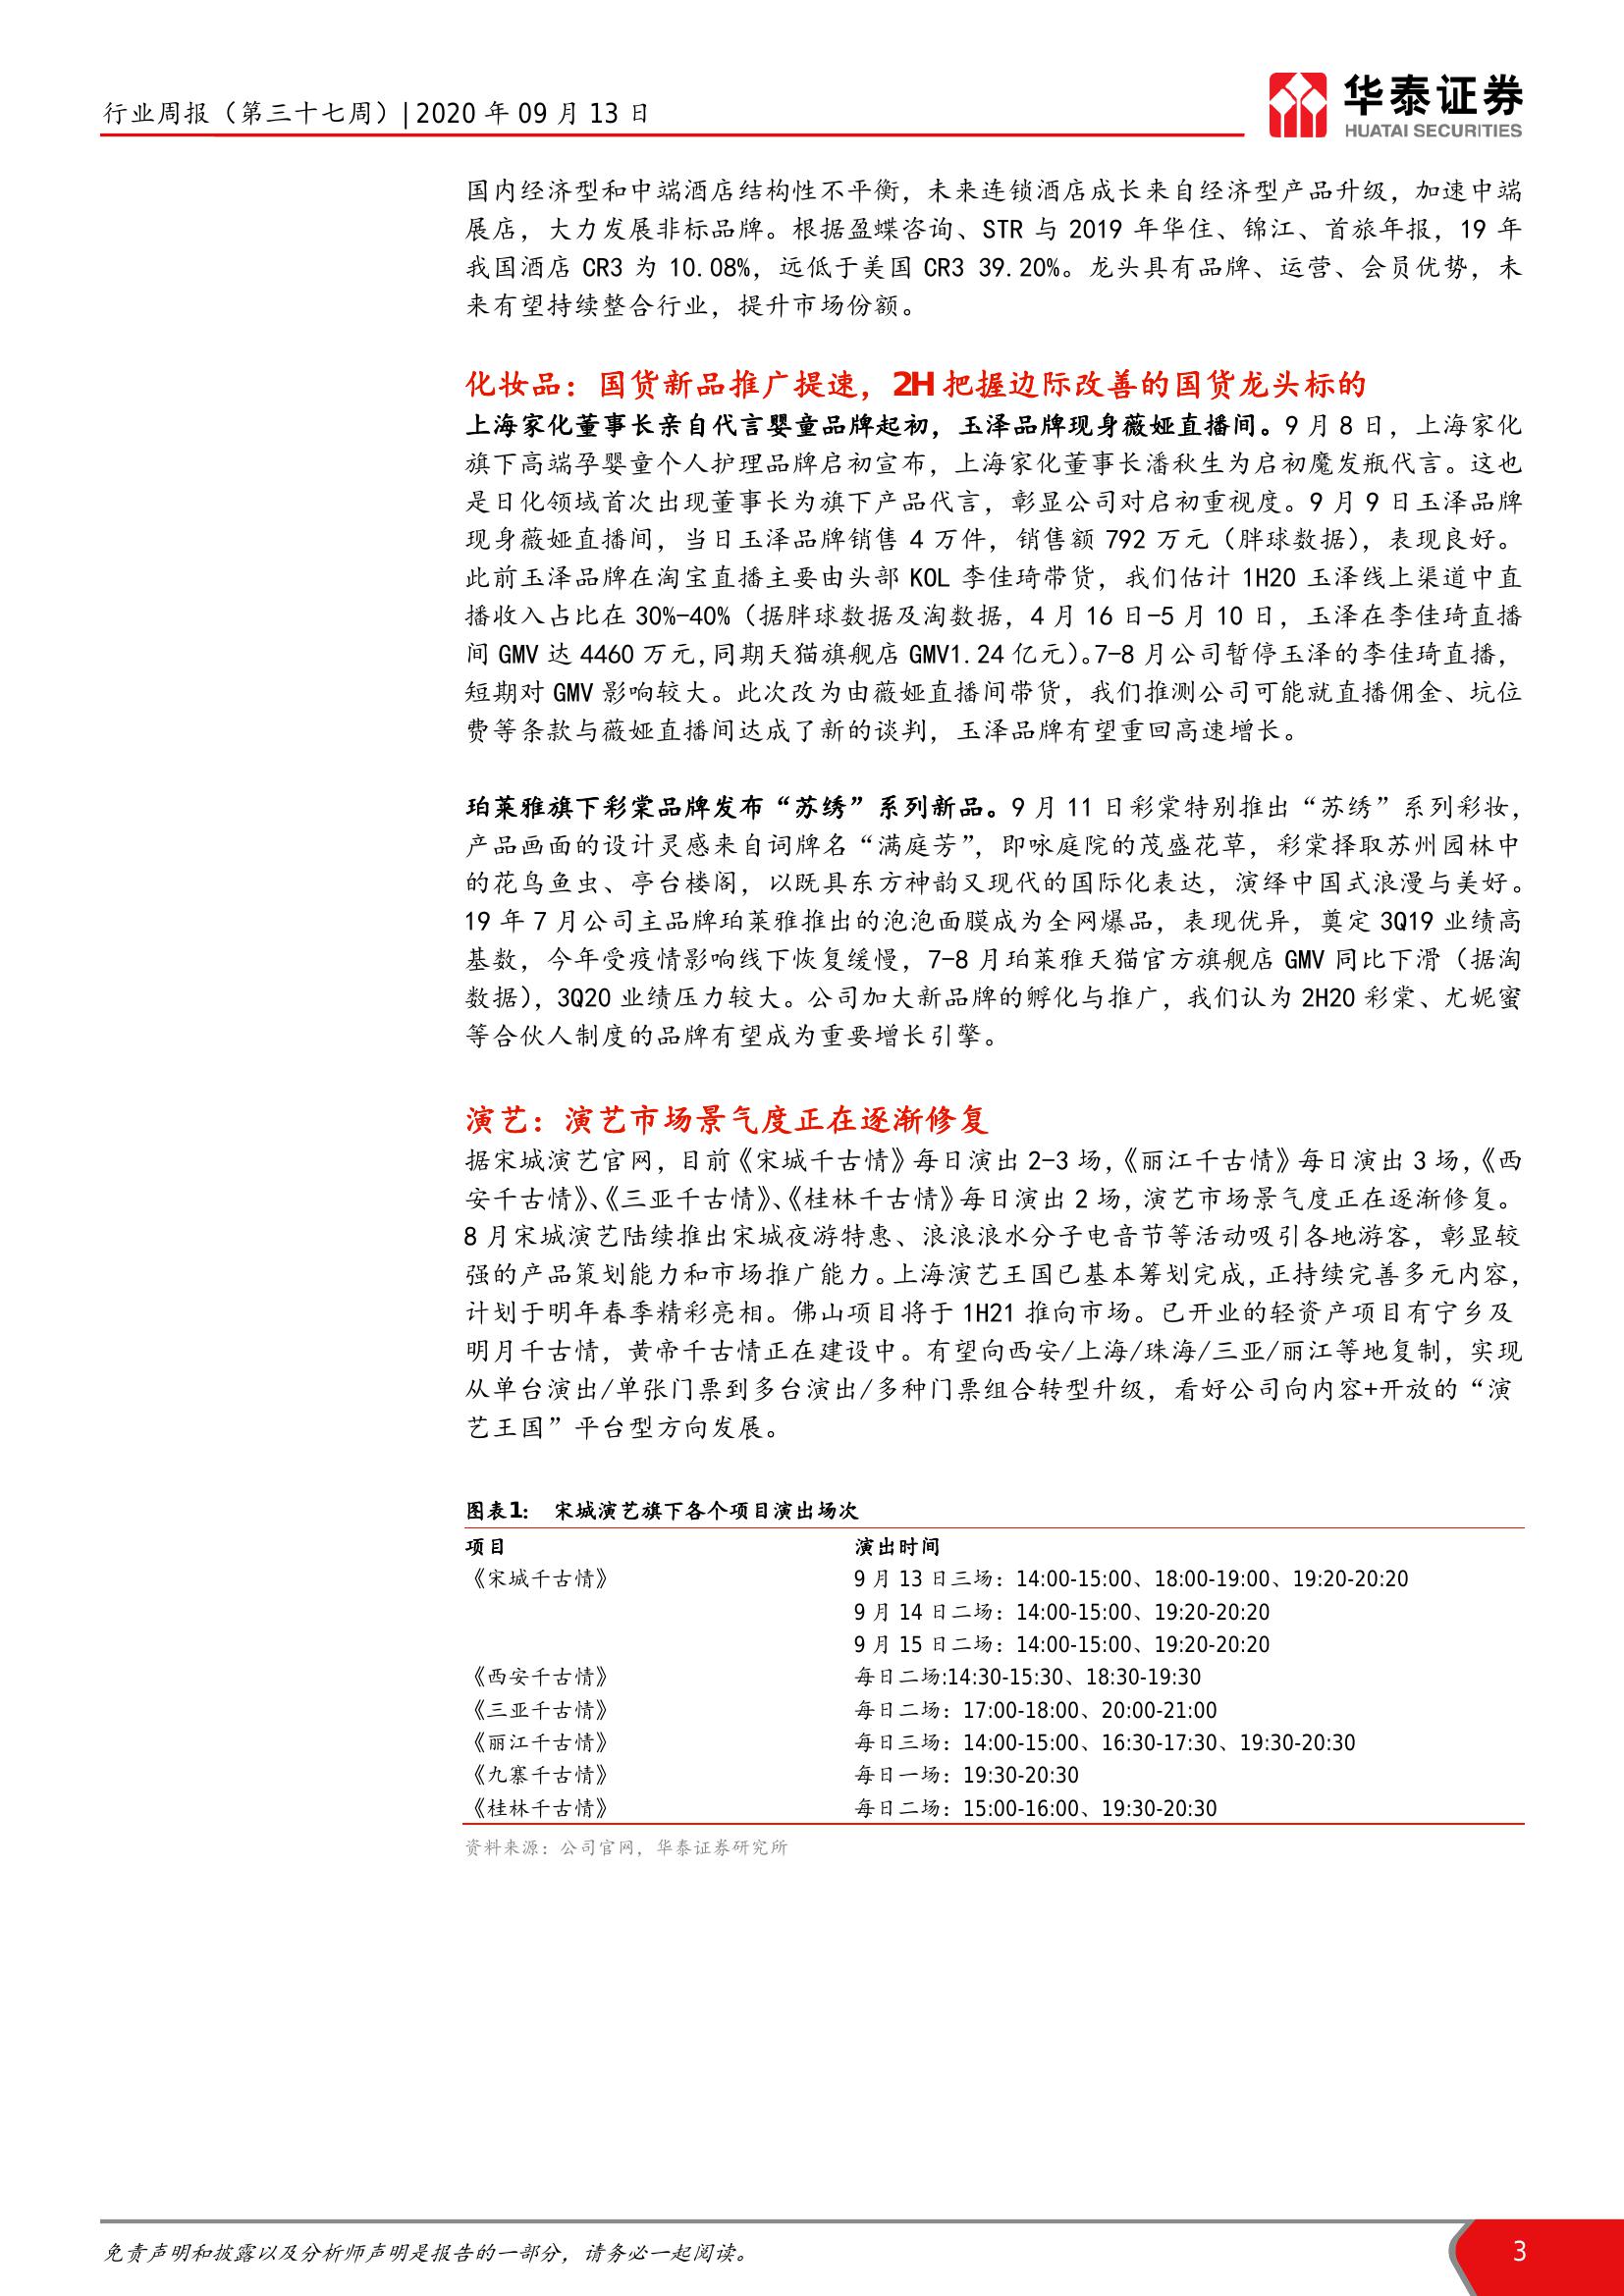 行业周报（第三十七周）| 2020 年 09 月 13 日
华泰证券
HUATAI SECURITIES
国内经济型和中端酒店结构性不平衡，未来连锁酒店成长来自经济型产品升级，加速中端
展店，大力发展非标品牌。根据盈蝶咨询、STR 与 2019 年华住、锦江、首旅年报，19 年
我国酒店 CR3 为 10.08%，远低于美国 CR3 39.20%。龙头具有品牌、运营、会员优势，未
来有望持续整合行业，提升市场份额。
化妆品：国货新品推广提速，2H 把握边际改善的国货龙头标的
上海家化董事长亲自代言婴童品牌起初，玉泽品牌现身薇娅直播间。9 月 8 日，上海家化
旗下高端孕婴童个人护理品牌启初宣布，上海家化董事长潘秋生为启初魔发瓶代言。这也
是日化领域首次出现董事长为旗下产品代言，彰显公司对启初重视度。9 月 9 日玉泽品牌
现身薇娅直播间，当日玉泽品牌销售 4 万件，销售额 792 万元（胖球数据），表现良好。
此前玉泽品牌在淘宝直播主要由头部 KOL 李佳琦带货，我们估计 1H20 玉泽线上渠道中直
播收入占比在 30%-40%（据胖球数据及淘数据，4 月 16 日-5 月 10 日，玉泽在李佳琦直播
间 GMV 达 4460 万元，同期天猫旗舰店 GMV1.24 亿元）。7-8 月公司暂停玉泽的李佳琦直播，
短期对 GMV 影响较大。此次改为由薇娅直播间带货，我们推测公司可能就直播佣金、坑位
费等条款与薇娅直播间达成了新的谈判，玉泽品牌有望重回高速增长。
珀莱雅旗下彩棠品牌发布“苏绣”系列新品。9 月 11 日彩棠特别推出“苏绣”系列彩妆，
产品画面的设计灵感来自词牌名“满庭芳”，即咏庭院的茂盛花草，彩棠择取苏州园林中
的花鸟鱼虫、亭台楼阁，以既具东方神韵又现代的国际化表达，演绎中国式浪漫与美好。
19 年 7 月公司主品牌珀莱雅推出的泡泡面膜成为全网爆品，表现优异，奠定 3Q19 业绩高
基数，今年受疫情影响线下恢复缓慢，7-8 月珀莱雅天猫官方旗舰店 GMV 同比下滑（据淘
数据），3Q20 业绩压力较大。公司加大新品牌的孵化与推广，我们认为 2H20 彩棠、尤妮蜜
等合伙人制度的品牌有望成为重要增长引擎。
演艺：演艺市场景气度正在逐渐修复
据宋城演艺官网，目前《宋城千古情》每日演出 2-3 场，《丽江千古情》每日演出 3 场，《西
安千古情》、《三亚千古情》、《桂林千古情》每日演出 2 场，演艺市场景气度正在逐渐修复。
8 月宋城演艺陆续推出宋城夜游特惠、浪浪浪水分子电音节等活动吸引各地游客，彰显较
强的产品策划能力和市场推广能力。上海演艺王国已基本筹划完成，正持续完善多元内容，
计划于明年春季精彩亮相。佛山项目将于 1H21 推向市场。已开业的轻资产项目有宁乡及
明月千古情，黄帝千古情正在建设中。有望向西安/上海/珠海/三亚/丽江等地复制，实现
从单台演出/单张门票到多台演出/多种门票组合转型升级，看好公司向内容+开放的“演
艺王国”平台型方向发展。
图表1： 宋城演艺旗下各个项目演出场次
项目 演出时间
《宋城千古情》 9 月 13 日三场：14:00-15:00、18:00-19:00、19:20-20:20
9 月 14 日二场：14:00-15:00、19:20-20:20
9 月 15 日二场：14:00-15:00、19:20-20:20
《西安千古情》 每日二场:14:30-15:30、18:30-19:30
《三亚千古情》 每日二场：17:00-18:00、20:00-21:00
《丽江千古情》 每日三场：14:00-15:00、16:30-17:30、19:30-20:30
《九寨千古情》 每日一场：19:30-20:30
《桂林千古情》 每日二场：15:00-16:00、19:30-20:30
资料来源：公司官网，华泰证券研究所
免责声明和披露以及分析师声明是报告的一部分，请务必一起阅读。 3